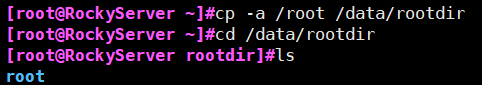 [root@RockyServer ~]#cp -a /root /data/rootdir
[root@RockyServer ~]#cd /data/rootdir
[root@RockyServer rootdir]#ls
root